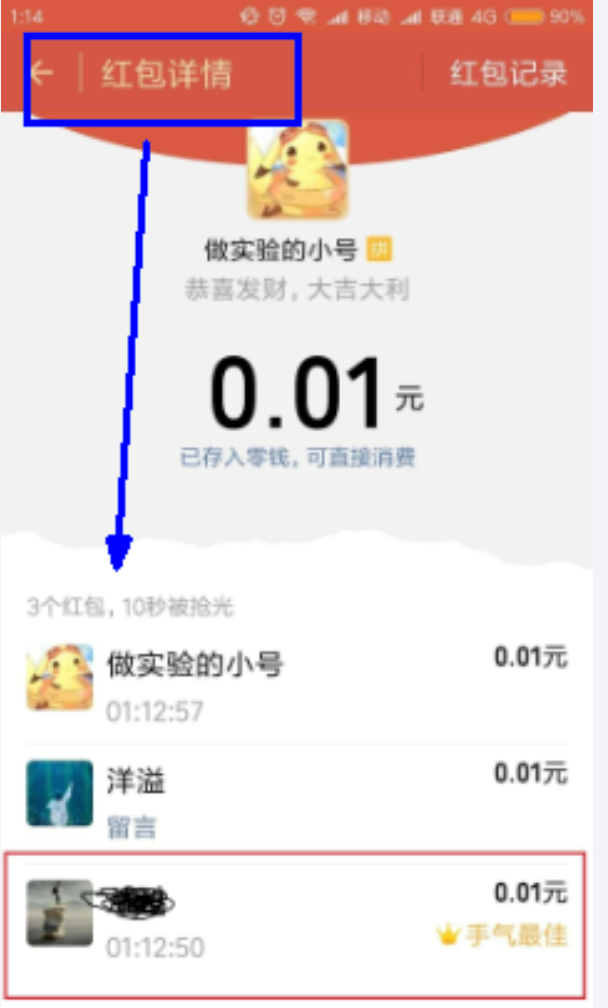 1:14 移动 联通 4G 90%
红包详情 红包记录
做实验的小号 拼
恭喜发财，大吉大利
0.01元
已存入零钱，可直接消费
3个红包，10秒被抢光
做实验的小号 0.01元
01:12:57
洋溢 0.01元
留言
0.01元
01:12:50 手气最佳